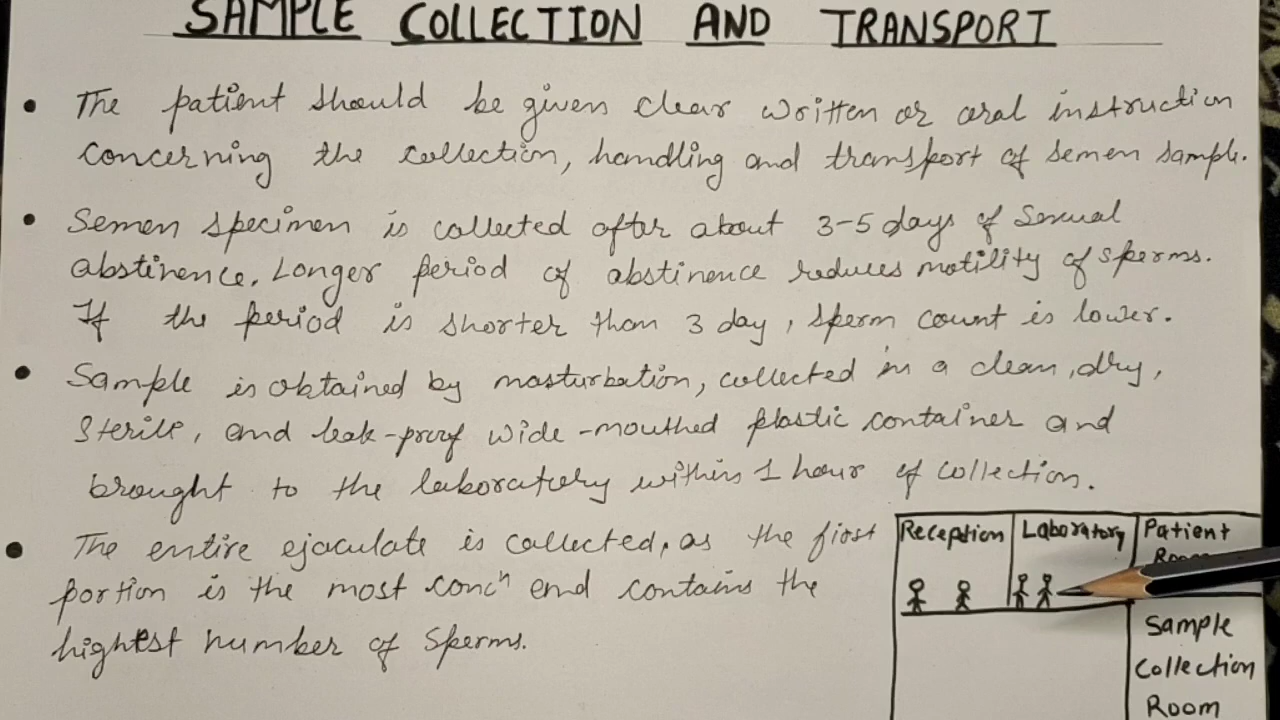 SAMPLE COLLECTION AND TRANSPORT
• The patient should be given clear written or oral instruction
concerning the collection, handling and transport of semen sample.
• Semen specimen is collected after about 3-5 days of Sexual
abstinence. Longer period of abstinence reduces motility of sperms.
If the period is shorter than 3 day, sperm count is lower.
• Sample is obtained by masturbation, collected in a clean, dry,
sterile, and leak-proof wide-mouthed plastic container and
brought to the laboratory within 1 hour of collection.
• The entire ejaculate is collected, as the first
portion is the most concⁿ end contains the
highest number of sperms.
Reception
Laboratory
Patient
Room
Sample
Collection
Room